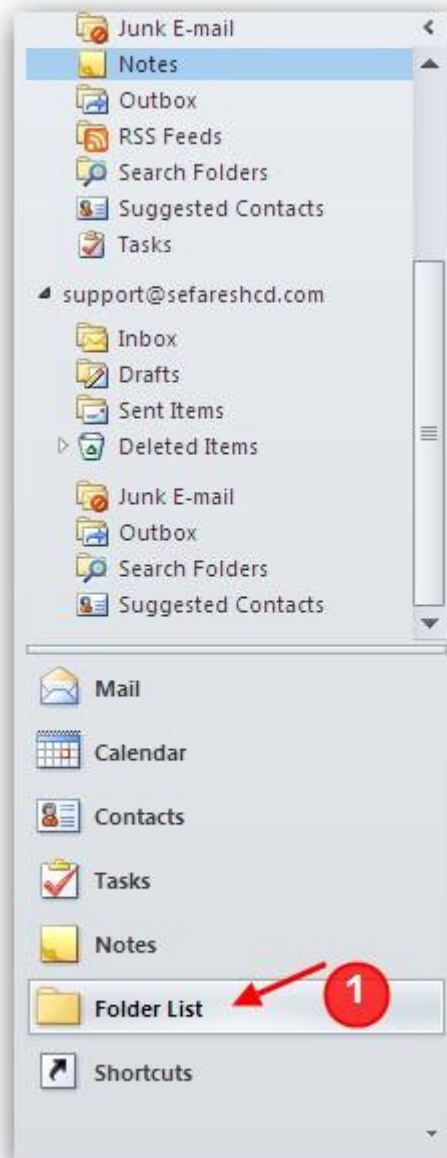 Junk E-mail
Notes
Outbox
RSS Feeds
Search Folders
Suggested Contacts
Tasks
support@sefareshcd.com
Inbox
Drafts
Sent Items
Deleted Items
Junk E-mail
Outbox
Search Folders
Suggested Contacts
Mail
Calendar
Contacts
Tasks
Notes
Folder List 1
Shortcuts